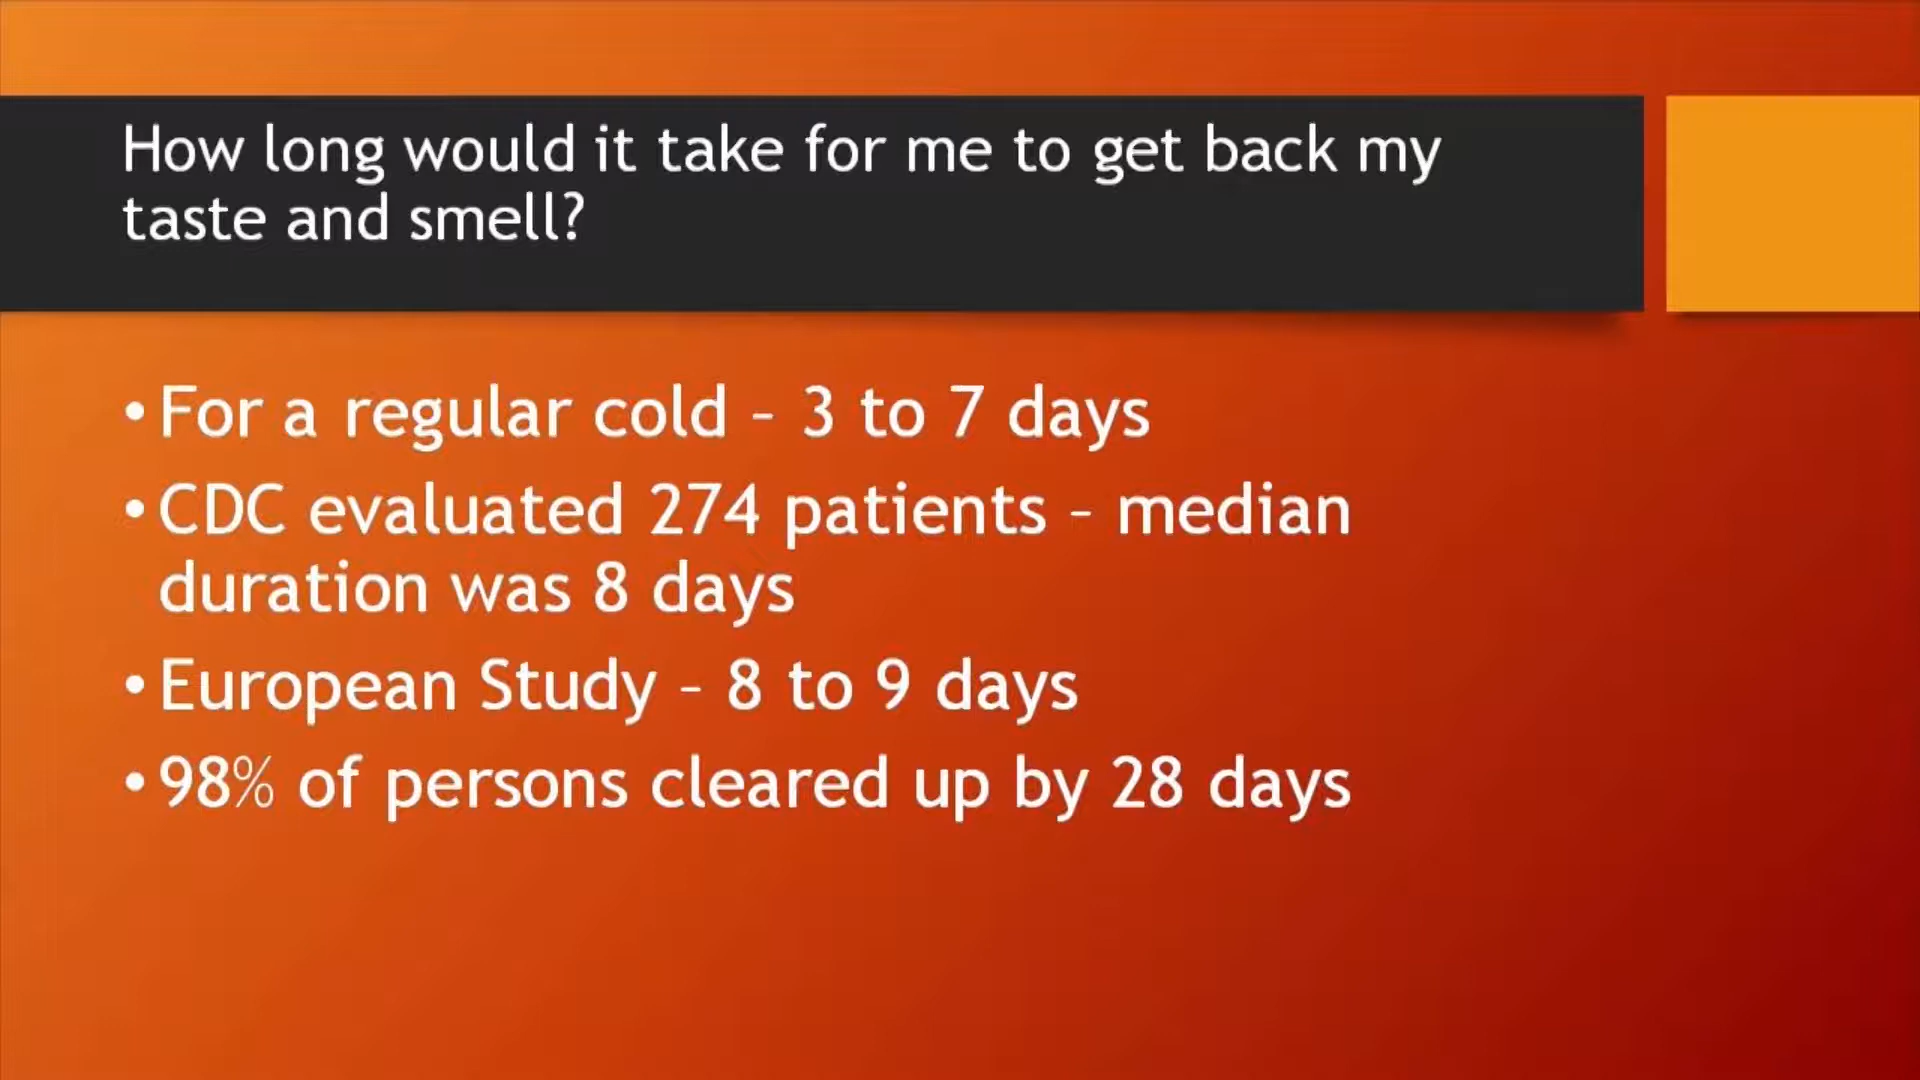 How long would it take for me to get back my
taste and smell?
• For a regular cold – 3 to 7 days
• CDC evaluated 274 patients – median
duration was 8 days
• European Study – 8 to 9 days
• 98% of persons cleared up by 28 days